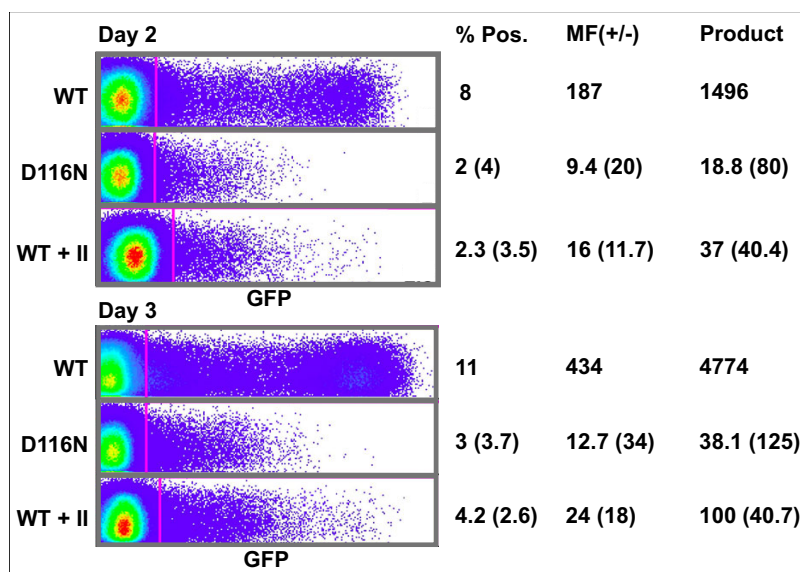 Day 2 % Pos. MF(+/-) Product
WT 8 187 1496
D116N 2 (4) 9.4 (20) 18.8 (80)
WT + II 2.3 (3.5) 16 (11.7) 37 (40.4)
GFP
Day 3
WT 11 434 4774
D116N 3 (3.7) 12.7 (34) 38.1 (125)
WT + II 4.2 (2.6) 24 (18) 100 (40.7)
GFP